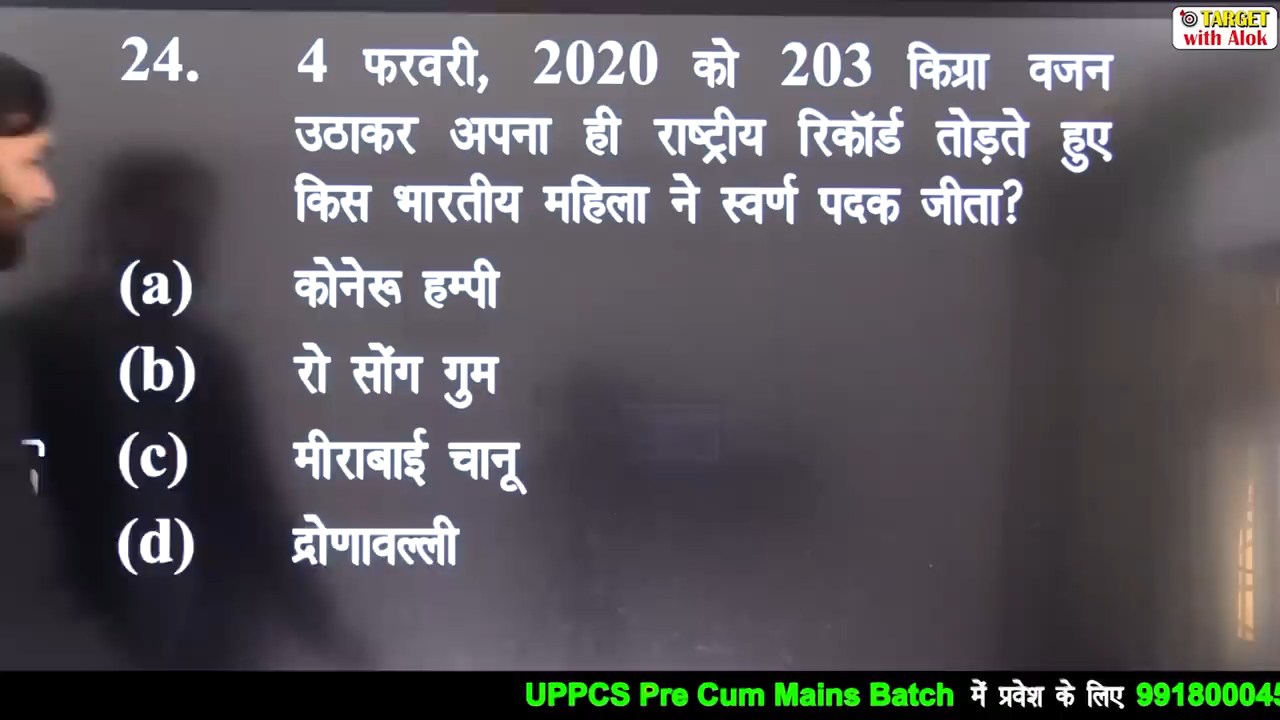 TARGET
with Alok
24. 4 फरवरी, 2020 को 203 किग्रा वजन
उठाकर अपना ही राष्ट्रीय रिकॉर्ड तोड़ते हुए
किस भारतीय महिला ने स्वर्ण पदक जीता?
(a) कोनेरू हम्पी
(b) रो सोंग गुम
(c) मीराबाई चानू
(d) द्रोणावल्ली
UPPCS Pre Cum Mains Batch में प्रवेश के लिए 991800045